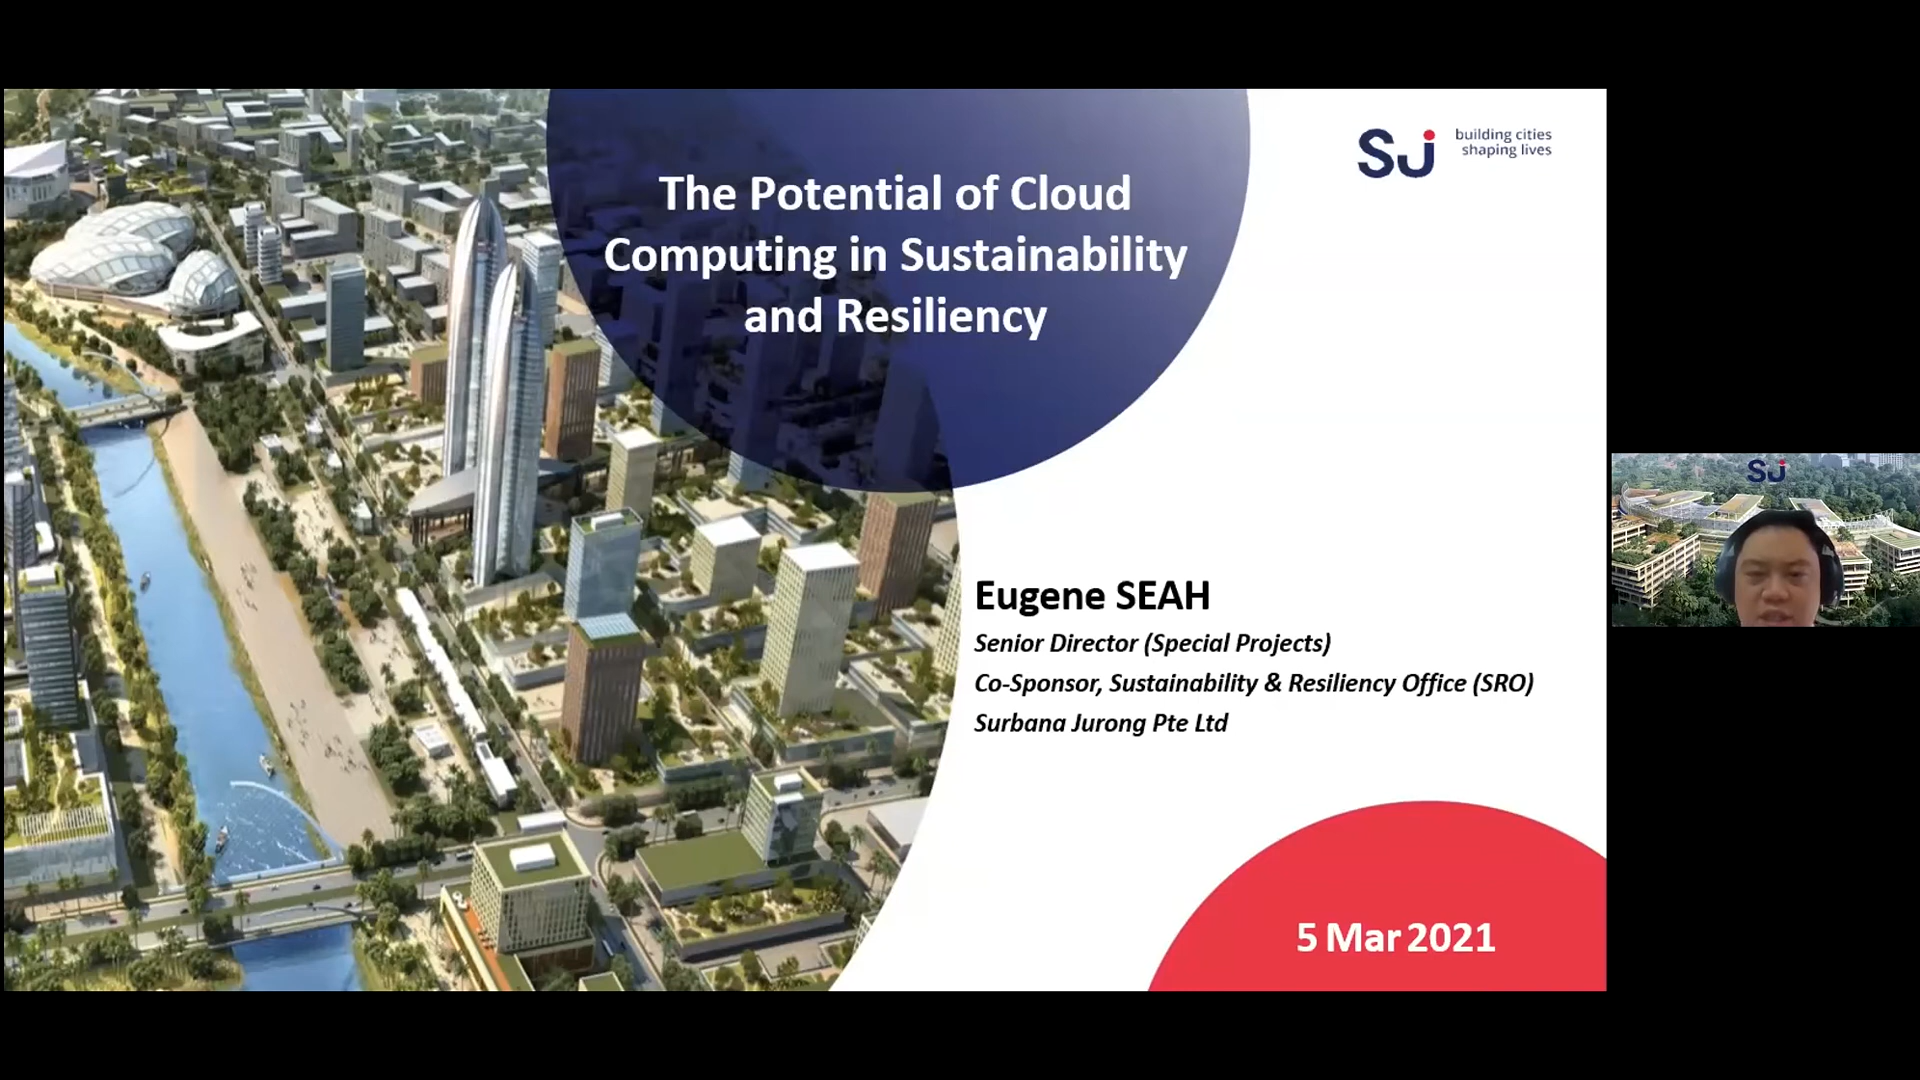 The Potential of Cloud
Computing in Sustainability
and Resiliency
SJ
building cities
shaping lives
Eugene SEAH
Senior Director (Special Projects)
Co-Sponsor, Sustainability & Resiliency Office (SRO)
Surbana Jurong Pte Ltd
5 Mar 2021
SJ